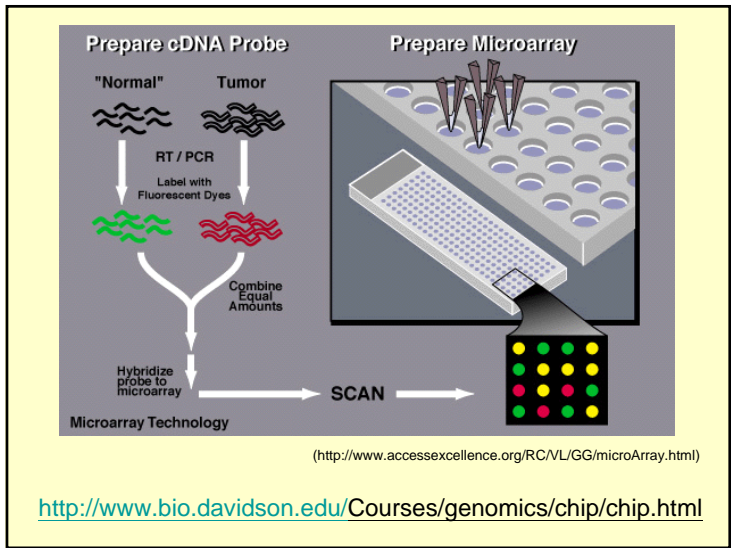 Prepare cDNA Probe
Prepare Microarray
"Normal"
Tumor
RT / PCR
Label with
Fluorescent Dyes
Combine
Equal
Amounts
Hybridize
probe to
microarray
SCAN
Microarray Technology
(http://www.accessexcellence.org/RC/VL/GG/microArray.html)
http://www.bio.davidson.edu/Courses/genomics/chip/chip.html